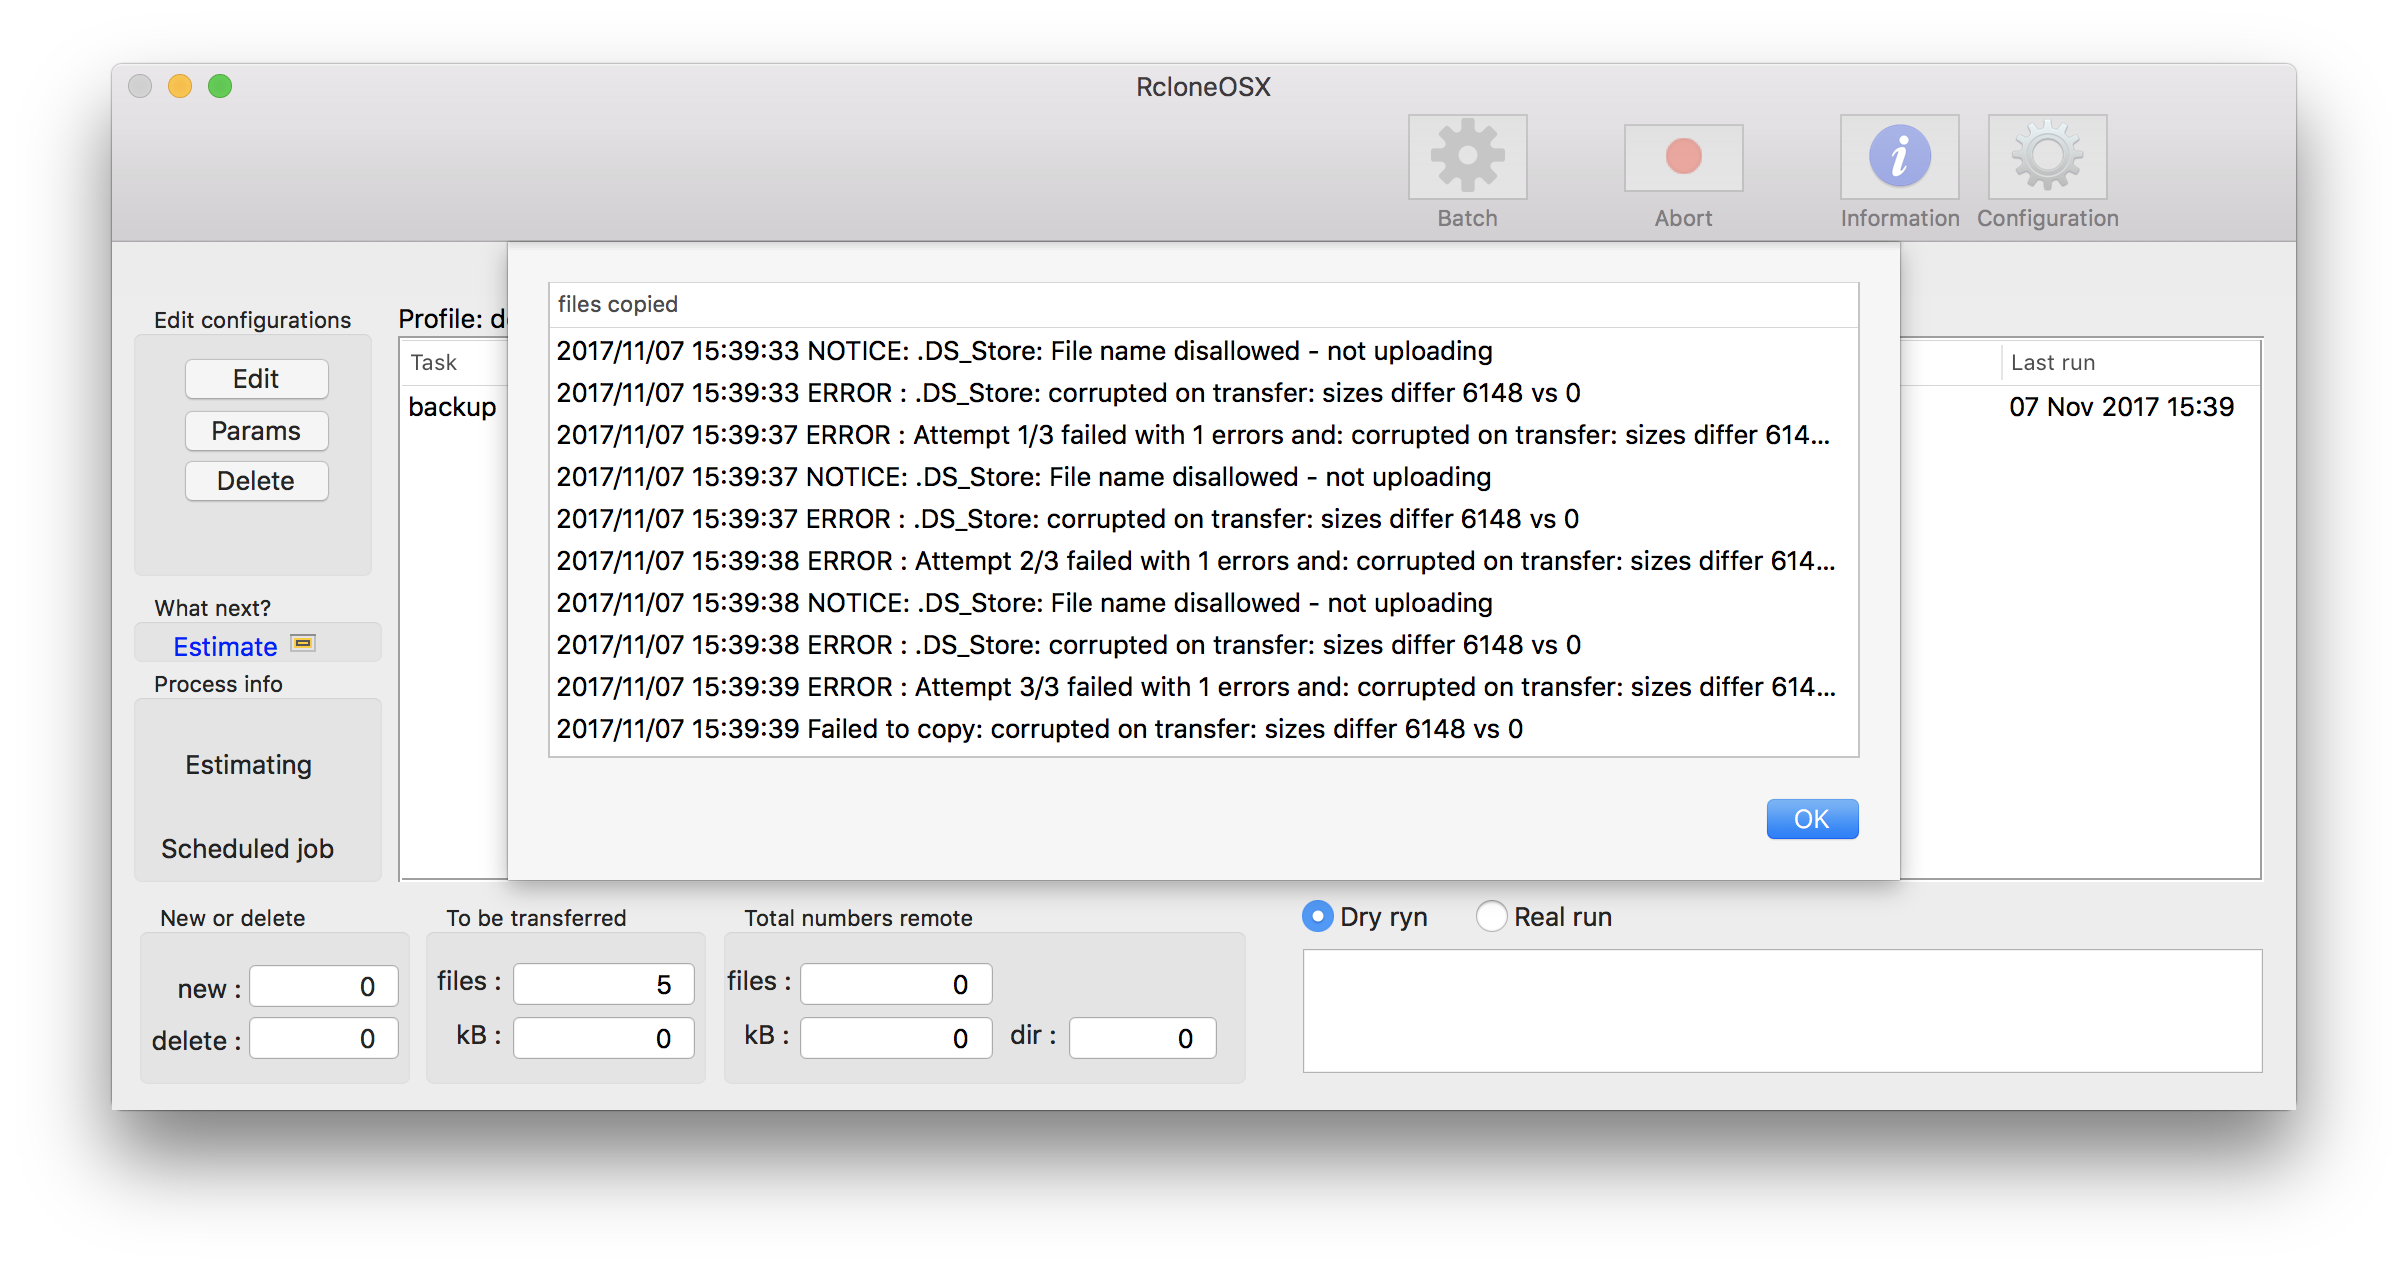 RcloneOSX
Batch
Abort
Information
Configuration
Edit configurations
Edit
Params
Delete
What next?
Estimate
Process info
Estimating
Scheduled job
Profile:
Task
Last run
backup
07 Nov 2017 15:39
files copied
2017/11/07 15:39:33 NOTICE: .DS_Store: File name disallowed - not uploading
2017/11/07 15:39:33 ERROR : .DS_Store: corrupted on transfer: sizes differ 6148 vs 0
2017/11/07 15:39:37 ERROR : Attempt 1/3 failed with 1 errors and: corrupted on transfer: sizes differ 614...
2017/11/07 15:39:37 NOTICE: .DS_Store: File name disallowed - not uploading
2017/11/07 15:39:37 ERROR : .DS_Store: corrupted on transfer: sizes differ 6148 vs 0
2017/11/07 15:39:38 ERROR : Attempt 2/3 failed with 1 errors and: corrupted on transfer: sizes differ 614...
2017/11/07 15:39:38 NOTICE: .DS_Store: File name disallowed - not uploading
2017/11/07 15:39:38 ERROR : .DS_Store: corrupted on transfer: sizes differ 6148 vs 0
2017/11/07 15:39:39 ERROR : Attempt 3/3 failed with 1 errors and: corrupted on transfer: sizes differ 614...
2017/11/07 15:39:39 Failed to copy: corrupted on transfer: sizes differ 6148 vs 0
OK
New or delete
new : 0
delete : 0
To be transferred
files : 5
kB : 0
Total numbers remote
files : 0
kB : 0
dir : 0
Dry ryn
Real run